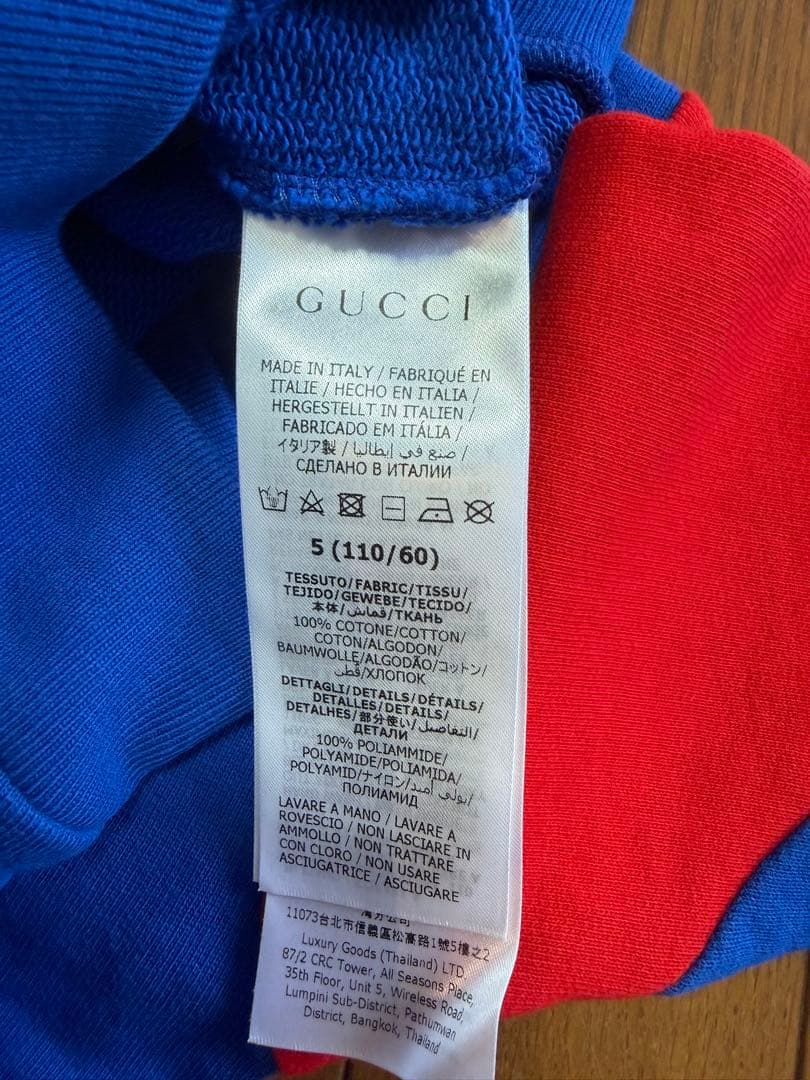 GUCCI
MADE IN ITALY / FABRIQUÉ EN
ITALIE / HECHO EN ITALIA /
HERGESTELLT IN ITALIEN /
FABRICADO EM ITÁLIA /
イタリア製 / صنع في إيطاليا /
СДЕЛАНО В ИТАЛИИ
5 (110/60)
TESSUTO/FABRIC/TISSU/
TEJIDO/GEWEBE/TECIDO/
本体/قماش/ТКАНЬ
100% COTONE/COTTON/
COTON/ALGODON/
BAUMWOLLE/ALGODÃO/コットン/
قطن/ХЛОПОК
DETTAGLI/DETAILS/DÉTAILS/
DETALLES/DETAILS/
DETALHES/部分使い/التفاصيل/
ДЕТАЛИ
100% POLIAMMIDE/
POLYAMIDE/POLIAMIDA/
POLYAMID/ナイロン/بولي أميد/
ПОЛИАМИД
LAVARE A MANO / LAVARE A
ROVESCIO / NON LASCIARE IN
AMMOLLO / NON TRATTARE
CON CLORO / NON USARE
ASCIUGATRICE / ASCIUGARE
灣分公司
11073台北市信義區松高路1號5樓之2
Luxury Goods (Thailand) LTD.
87/2 CRC Tower, All Seasons Place,
35th Floor, Unit 5, Wireless Road,
Lumpini Sub-District, Pathumwan
District, Bangkok, Thailand